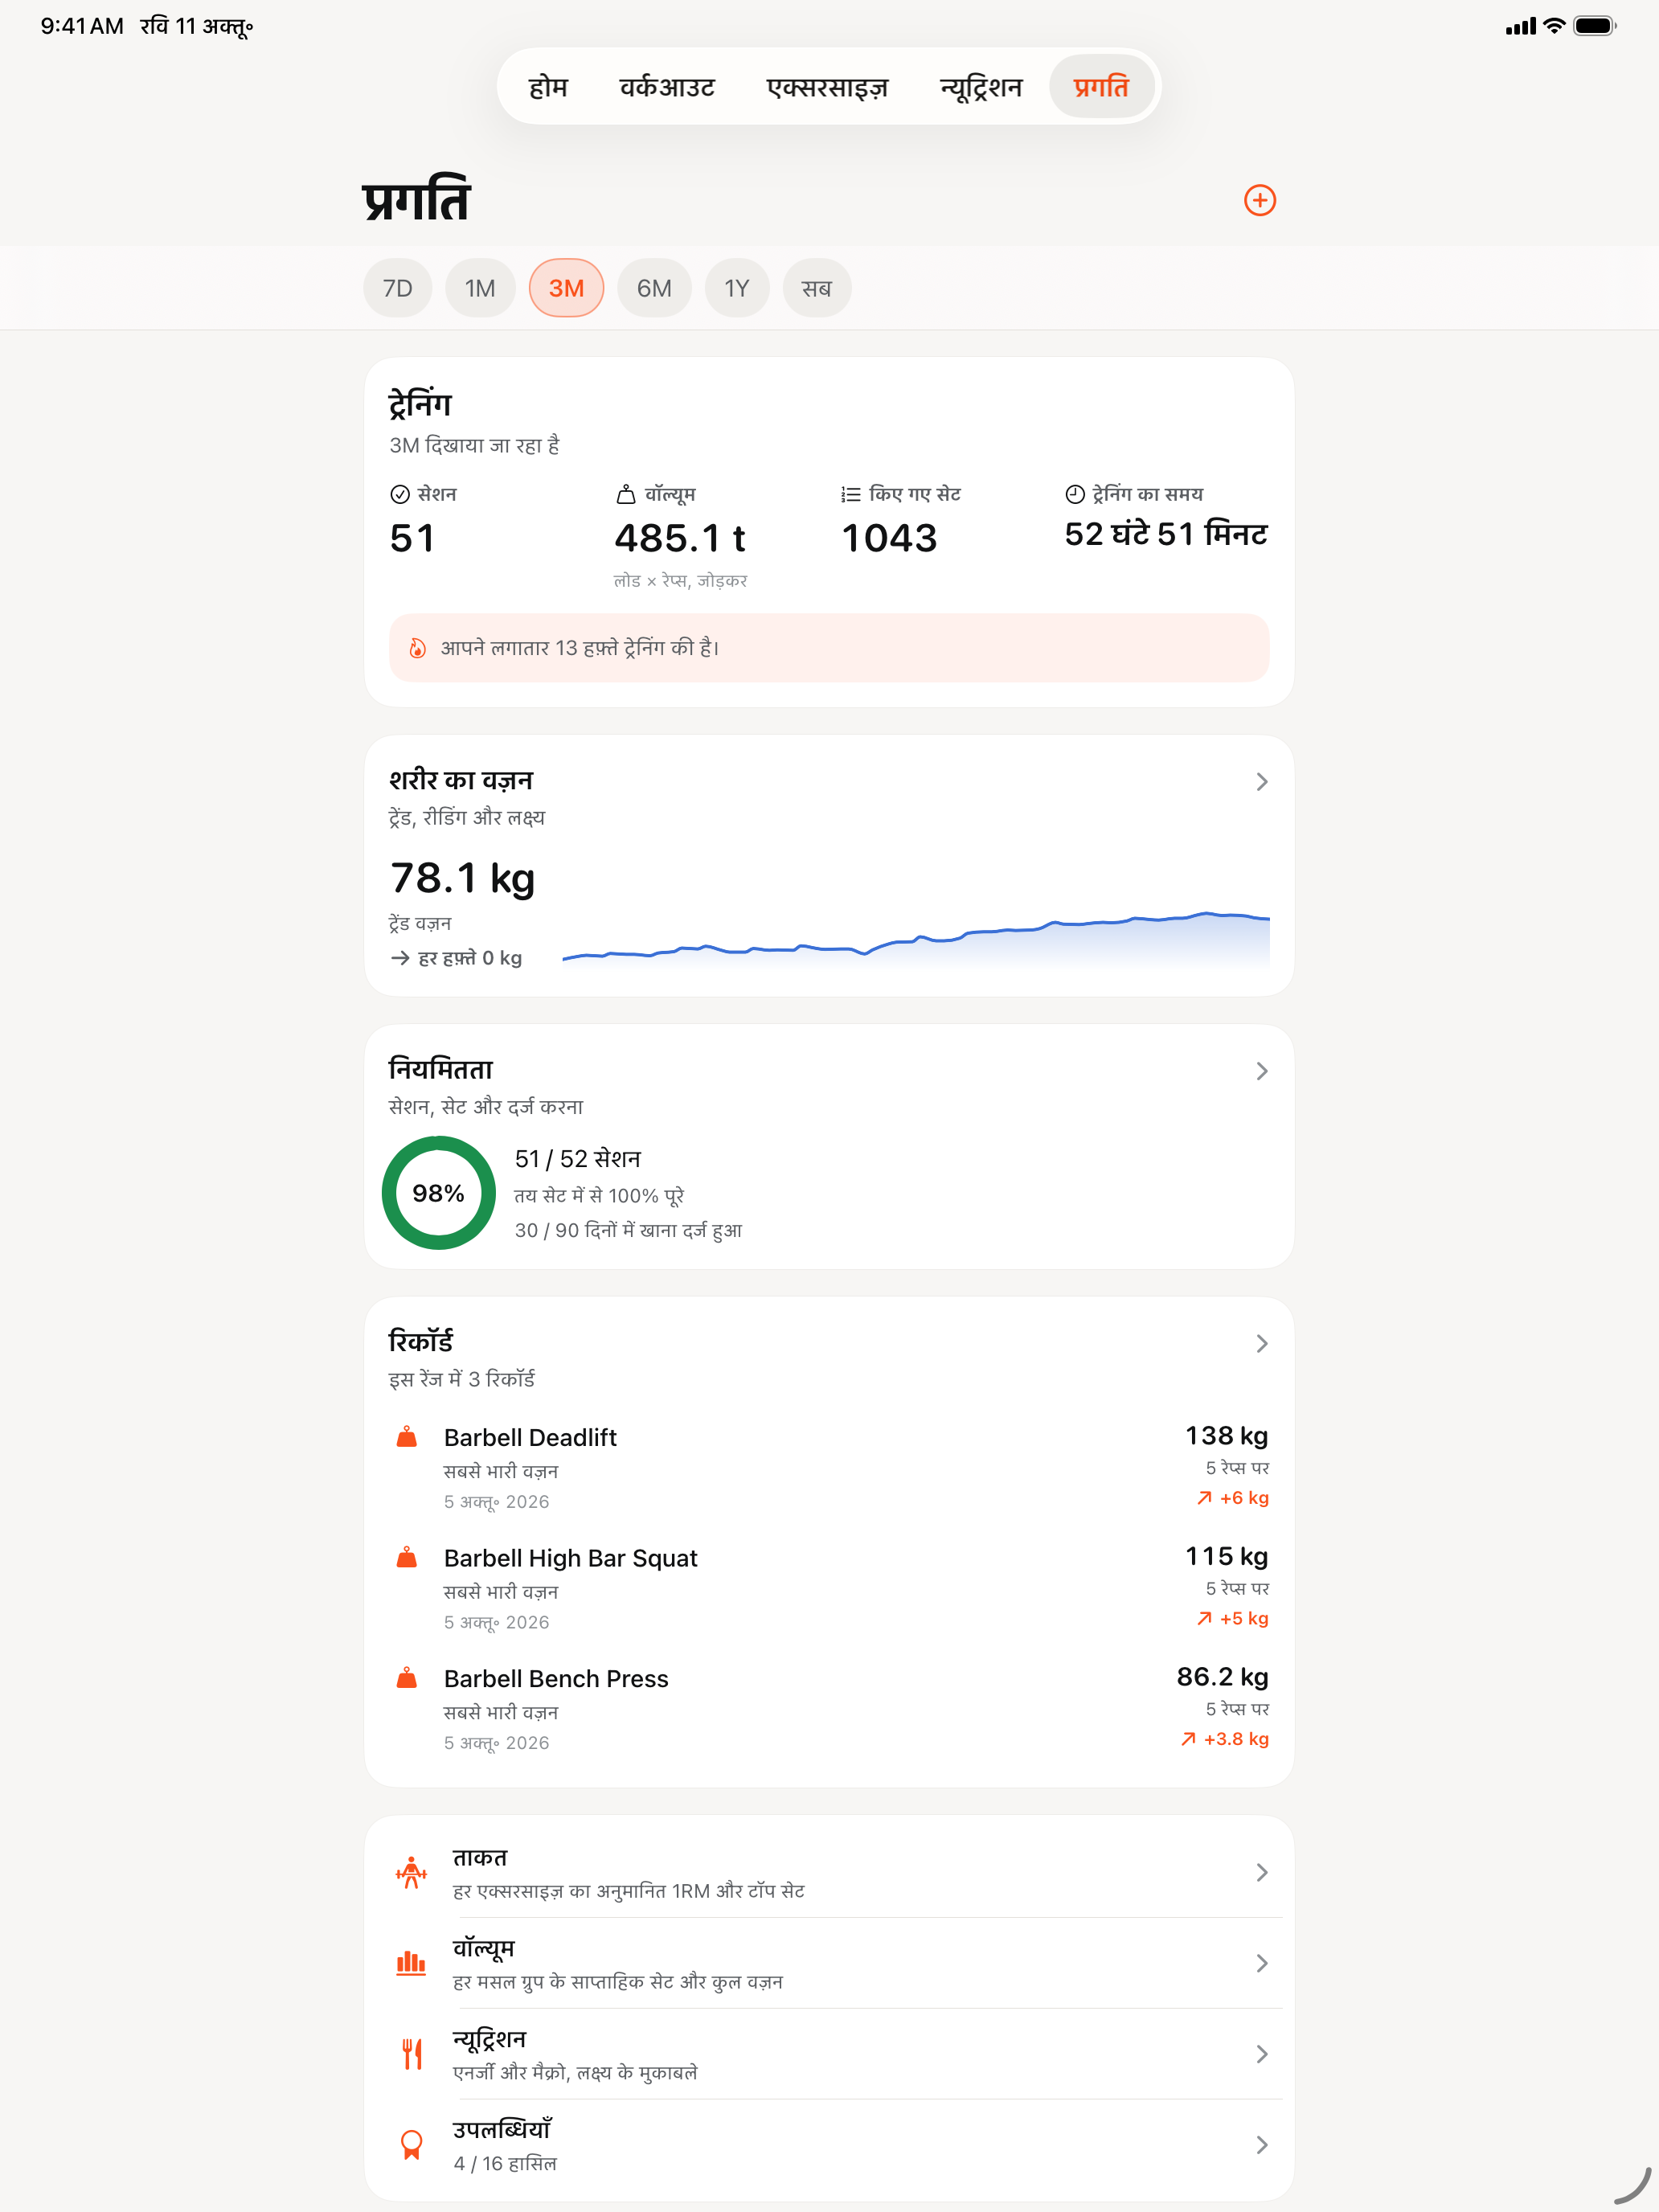 9:41 AM रवि 11 अक्तू॰
होम वर्कआउट एक्सरसाइज़ न्यूट्रिशन प्रगति
प्रगति
7D 1M 3M 6M 1Y सब
ट्रेनिंग
3M दिखाया जा रहा है
सेशन वॉल्यूम किए गए सेट ट्रेनिंग का समय
51 485.1 t 1043 52 घंटे 51 मिनट
लोड × रेप्स, जोड़कर
आपने लगातार 13 हफ़्ते ट्रेनिंग की है।
शरीर का वज़न
ट्रेंड, रीडिंग और लक्ष्य
78.1 kg
ट्रेंड वज़न
→ हर हफ़्ते 0 kg
नियमितता
सेशन, सेट और दर्ज करना
98%
51 / 52 सेशन
तय सेट में से 100% पूरे
30 / 90 दिनों में खाना दर्ज हुआ
रिकॉर्ड
इस रेंज में 3 रिकॉर्ड
Barbell Deadlift 138 kg
सबसे भारी वज़न 5 रेप्स पर
5 अक्तू॰ 2026 +6 kg
Barbell High Bar Squat 115 kg
सबसे भारी वज़न 5 रेप्स पर
5 अक्तू॰ 2026 +5 kg
Barbell Bench Press 86.2 kg
सबसे भारी वज़न 5 रेप्स पर
5 अक्तू॰ 2026 +3.8 kg
ताकत
हर एक्सरसाइज़ का अनुमानित 1RM और टॉप सेट
वॉल्यूम
हर मसल ग्रुप के साप्ताहिक सेट और कुल वज़न
न्यूट्रिशन
एनर्जी और मैक्रो, लक्ष्य के मुकाबले
उपलब्धियाँ
4 / 16 हासिल